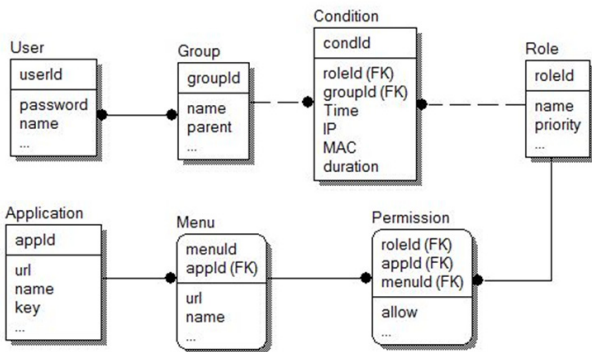 User
userId
password
name
...
Group
groupId
name
parent
...
Condition
condId
roleId (FK)
groupId (FK)
Time
IP
MAC
duration
Role
roleId
name
priority
...
Application
appId
url
name
key
...
Menu
menuId
appId (FK)
url
name
...
Permission
roleId (FK)
appId (FK)
menuId (FK)
allow
...